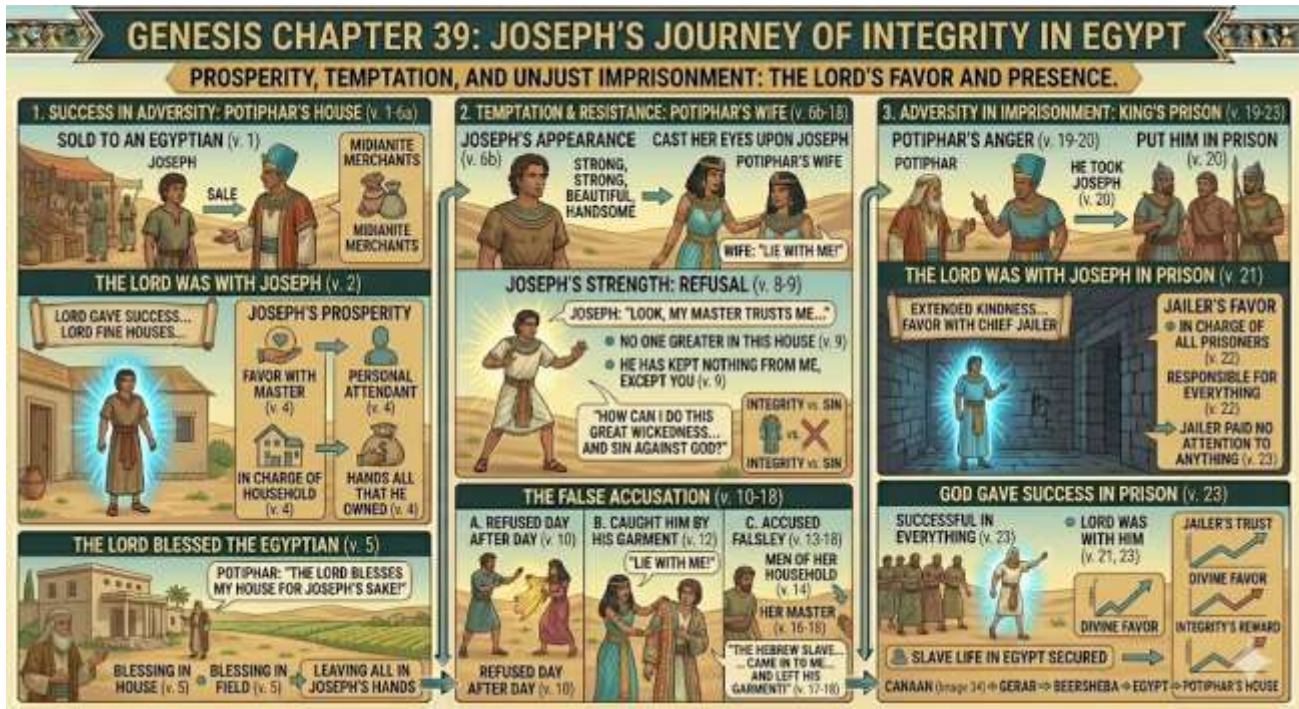 GENESIS CHAPTER 39: JOSEPH'S JOURNEY OF INTEGRITY IN EGYPT
PROSPERITY, TEMPTATION, AND UNJUST IMPRISONMENT: THE LORD'S FAVOR AND PRESENCE.
1. SUCCESS IN ADVERSITY: POTIPHAR'S HOUSE (v. 1-6a)
SOLD TO AN EGYPTIAN (v. 1)
JOSEPH
SALE
MIDIANITE
MERCHANTS
MIDIANITE
MERCHANTS
THE LORD WAS WITH JOSEPH (v. 2)
LORD GAVE SUCCESS...
LORD FINE HOUSES...
JOSEPH'S PROSPERITY
FAVOR WITH
MASTER
(v. 4)
PERSONAL
ATTENDANT
(v. 4)
IN CHARGE OF
HOUSEHOLD
(v. 4)
HANDS ALL
THAT HE
OWNED (v. 4)
THE LORD BLESSED THE EGYPTIAN (v. 5)
POTIPHAR: "THE LORD BLESSES
MY HOUSE FOR JOSEPH'S SAKE!"
BLESSING IN
HOUSE (v. 5)
BLESSING IN
FIELD (v. 5)
LEAVING ALL IN
JOSEPH'S HANDS
2. TEMPTATION & RESISTANCE: POTIPHAR'S WIFE (v. 6b-18)
JOSEPH'S APPEARANCE
(v. 6b)
STRONG,
STRONG,
BEAUTIFUL,
HANDSOME
CAST HER EYES UPON JOSEPH
POTIPHAR'S WIFE
WIFE: "LIE WITH ME!"
JOSEPH'S STRENGTH: REFUSAL (v. 8-9)
JOSEPH: "LOOK, MY MASTER TRUSTS ME..."
NO ONE GREATER IN THIS HOUSE (v. 9)
HE HAS KEPT NOTHING FROM ME,
EXCEPT YOU (v. 9)
"HOW CAN I DO THIS
GREAT WICKEDNESS...
AND SIN AGAINST GOD?"
INTEGRITY vs. SIN
vs.
INTEGRITY vs. SIN
THE FALSE ACCUSATION (v. 10-18)
A. REFUSED DAY
AFTER DAY (v. 10)
REFUSED DAY
AFTER DAY (v. 10)
B. CAUGHT HIM BY
HIS GARMENT (v. 12)
"LIE WITH ME!"
C. ACCUSED
FALSLEY (v. 13-18)
MEN OF HER
HOUSEHOLD
(v. 14)
HER MASTER
(v. 16-18)
"THE HEBREW SLAVE...
... CAME IN TO ME...
AND LEFT HIS
GARMENT!" (v. 17-18)
3. ADVERSITY IN IMPRISONMENT: KING'S PRISON (v. 19-23)
POTIPHAR'S ANGER (v. 19-20)
POTIPHAR
HE TOOK
JOSEPH
(v. 20)
PUT HIM IN PRISON
(v. 20)
THE LORD WAS WITH JOSEPH IN PRISON (v. 21)
EXTENDED KINDNESS...
FAVOR WITH CHIEF JAILER
JAILER'S FAVOR
IN CHARGE OF
ALL PRISONERS
(v. 22)
RESPONSIBLE FOR
EVERYTHING
(v. 22)
JAILER PAID NO
ATTENTION TO
ANYTHING (v. 23)
GOD GAVE SUCCESS IN PRISON (v. 23)
SUCCESSFUL IN
EVERYTHING (v. 23)
LORD WAS
WITH HIM
(v. 21, 23)
DIVINE FAVOR
JAILER'S TRUST
DIVINE FAVOR
INTEGRITY'S REWARD
SLAVE LIFE IN EGYPT SECURED
CANAAN (Image 34) GERAR BEERSHEBA EGYPT POTIPHAR'S HOUSE